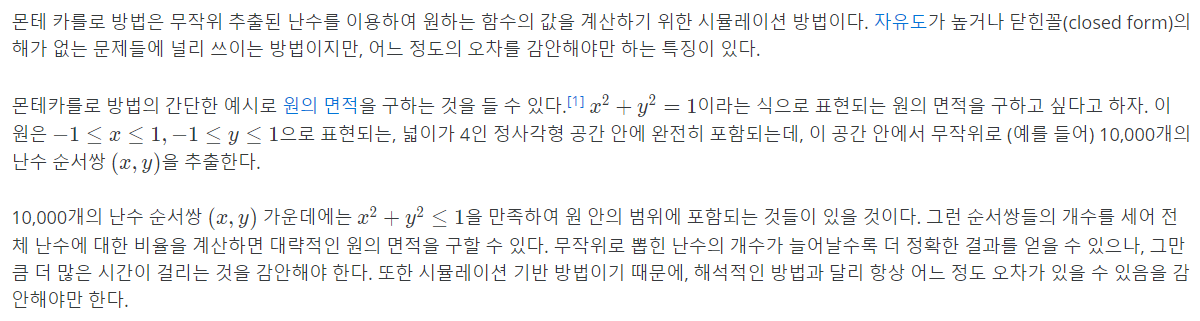 몬테 카를로 방법은 무작위 추출된 난수를 이용하여 원하는 함수의 값을 계산하기 위한 시뮬레이션 방법이다. 자유도가 높거나 닫힌꼴(closed form)의
해가 없는 문제들에 널리 쓰이는 방법이지만, 어느 정도의 오차를 감안해야만 하는 특징이 있다.
몬테카를로 방법의 간단한 예시로 원의 면적을 구하는 것을 들 수 있다.[1] x² + y² = 1이라는 식으로 표현되는 원의 면적을 구하고 싶다고 하자. 이
원은 −1 ≤ x ≤ 1, −1 ≤ y ≤ 1으로 표현되는, 넓이가 4인 정사각형 공간 안에 완전히 포함되는데, 이 공간 안에서 무작위로 (예를 들어) 10,000개의
난수 순서쌍 (x, y)을 추출한다.
10,000개의 난수 순서쌍 (x, y) 가운데에는 x² + y² ≤ 1을 만족하여 원 안의 범위에 포함되는 것들이 있을 것이다. 그런 순서쌍들의 개수를 세어 전
체 난수에 대한 비율을 계산하면 대략적인 원의 면적을 구할 수 있다. 무작위로 뽑힌 난수의 개수가 늘어날수록 더 정확한 결과를 얻을 수 있으나, 그만
큼 더 많은 시간이 걸리는 것을 감안해야 한다. 또한 시뮬레이션 기반 방법이기 때문에, 해석적인 방법과 달리 항상 어느 정도 오차가 있을 수 있음을 감
안해야만 한다.